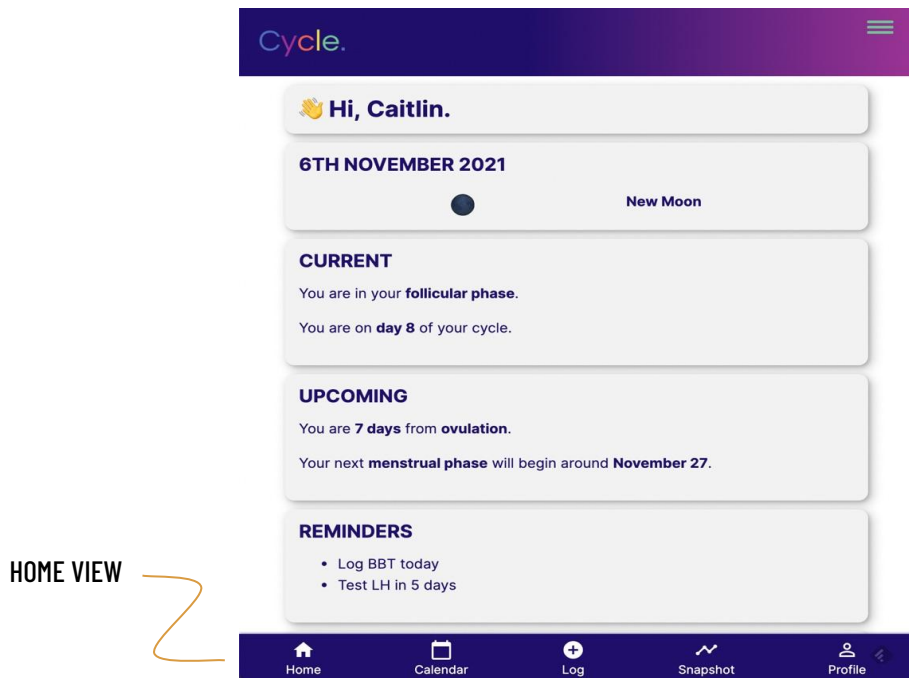 Cycle.
👋 Hi, Caitlin.
6TH NOVEMBER 2021
New Moon
CURRENT
You are in your follicular phase.
You are on day 8 of your cycle.
UPCOMING
You are 7 days from ovulation.
Your next menstrual phase will begin around November 27.
REMINDERS
• Log BBT today
• Test LH in 5 days
HOME VIEW
Home Calendar Log Snapshot Profile